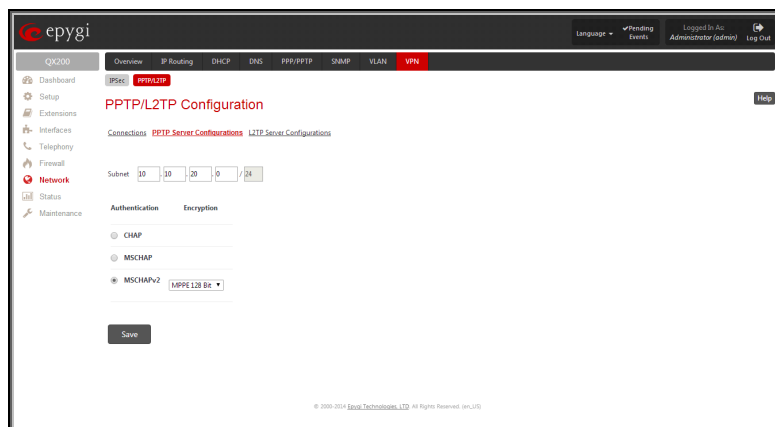 epygi
Language
Pending Events
Logged In As:
Administrator (admin)
Log Out
QX200
Overview IP Routing DHCP DNS PPP/PPTP SNMP VLAN VPN
Dashboard
Setup
Extensions
Interfaces
Telephony
Firewall
Network
Status
Maintenance
IPSec PPTP/L2TP
Help
PPTP/L2TP Configuration
Connections PPTP Server Configurations L2TP Server Configurations
Subnet 10 . 10 . 20 . 0 / 24
Authentication Encryption
CHAP
MSCHAP
MSCHAPv2 MPPE 128 Bit
Save
© 2000-2014 Epygi Technologies, LTD. All Rights Reserved. (en_US)